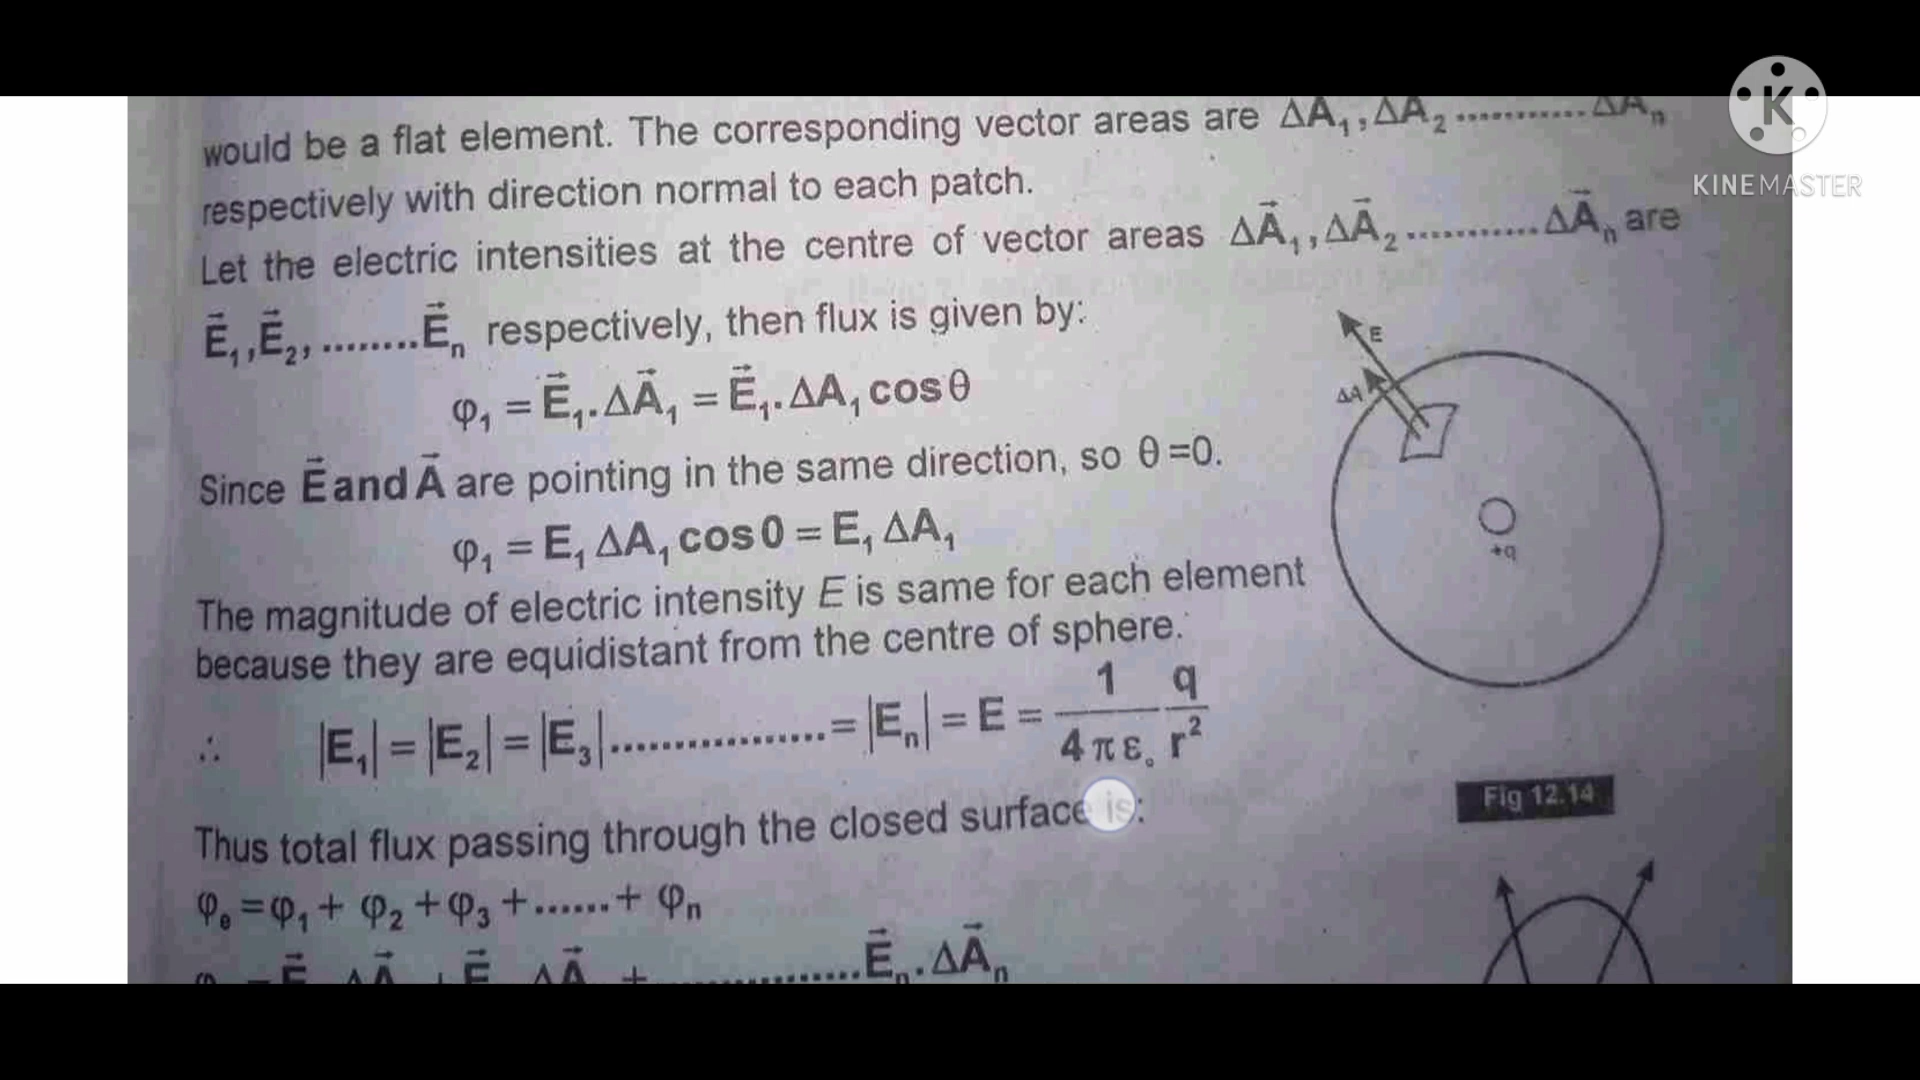 would be a flat element. The corresponding vector areas are ΔA₁, ΔA₂ ............ ΔAₙ
KINEMASTER
respectively with direction normal to each patch.
Let the electric intensities at the centre of vector areas ΔA⃗₁, ΔA⃗₂ ............ ΔA⃗ₙ are
E⃗₁, E⃗₂, ........ E⃗ₙ respectively, then flux is given by:
φ₁ = E⃗₁. ΔA⃗₁ = E⃗₁. ΔA₁ cos θ
Since E⃗ and A⃗ are pointing in the same direction, so θ =0.
φ₁ = E₁ ΔA₁ cos 0 = E₁ ΔA₁
The magnitude of electric intensity E is same for each element
because they are equidistant from the centre of sphere.
∴ |E₁| = |E₂| = |E₃| .................. = |Eₙ| = E = 1/4πε₀ q/r²
Thus total flux passing through the closed surface is:
φₑ = φ₁ + φ₂ + φ₃ + ...... + φₙ
E⃗ ΔA⃗ + E⃗ ΔA⃗ + .............. E⃗ₙ. ΔA⃗ₙ
E
ΔA
+q
Fig 12.14